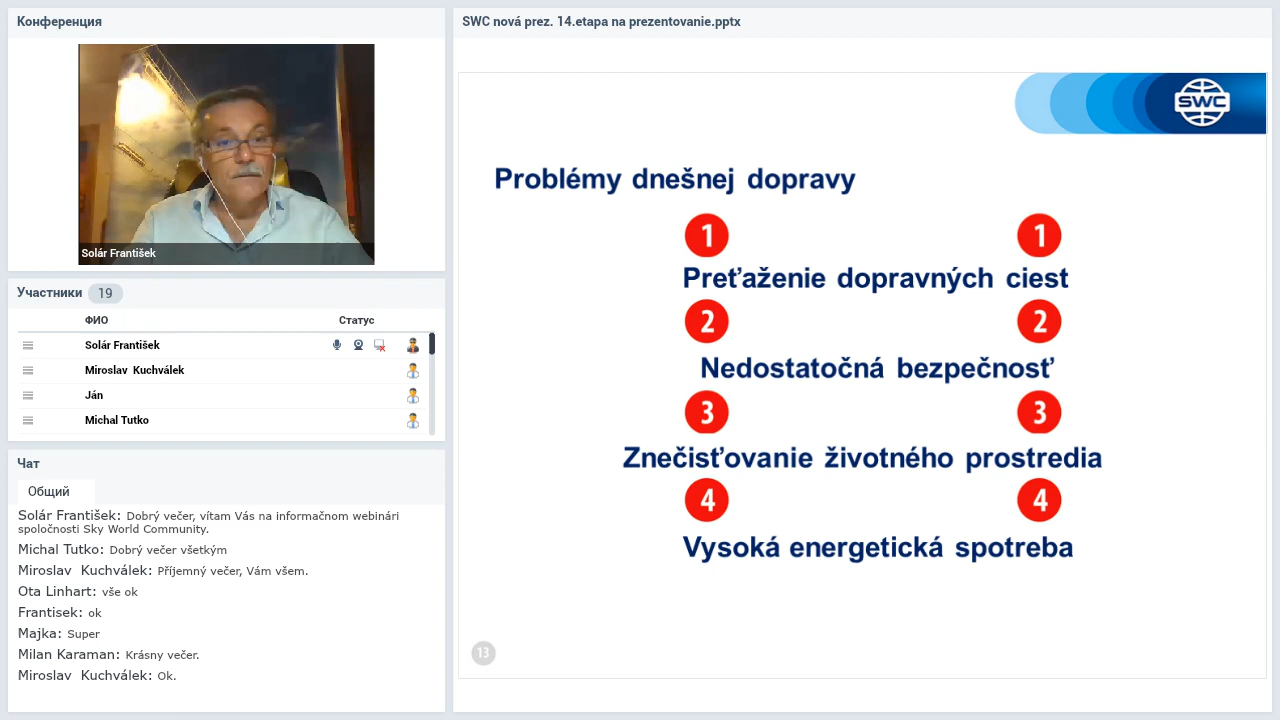 Конференция
Solár František
Участники 19
ФИО Статус
Solár František
Miroslav Kuchválek
Ján
Michal Tutko
Чат
Общий
Solár František: Dobrý večer, vítam Vás na informačnom webinári
spoločnosti Sky World Community.
Michal Tutko: Dobrý večer všetkým
Miroslav Kuchválek: Příjemný večer, Vám všem.
Ota Linhart: vše ok
Frantisek: ok
Majka: Super
Milan Karaman: Krásny večer.
Miroslav Kuchválek: Ok.
SWC nová prez. 14.etapa na prezentovanie.pptx
SWC
Problémy dnešnej dopravy
1 1
Preťaženie dopravných ciest
2 2
Nedostatočná bezpečnosť
3 3
Znečisťovanie životného prostredia
4 4
Vysoká energetická spotreba
13